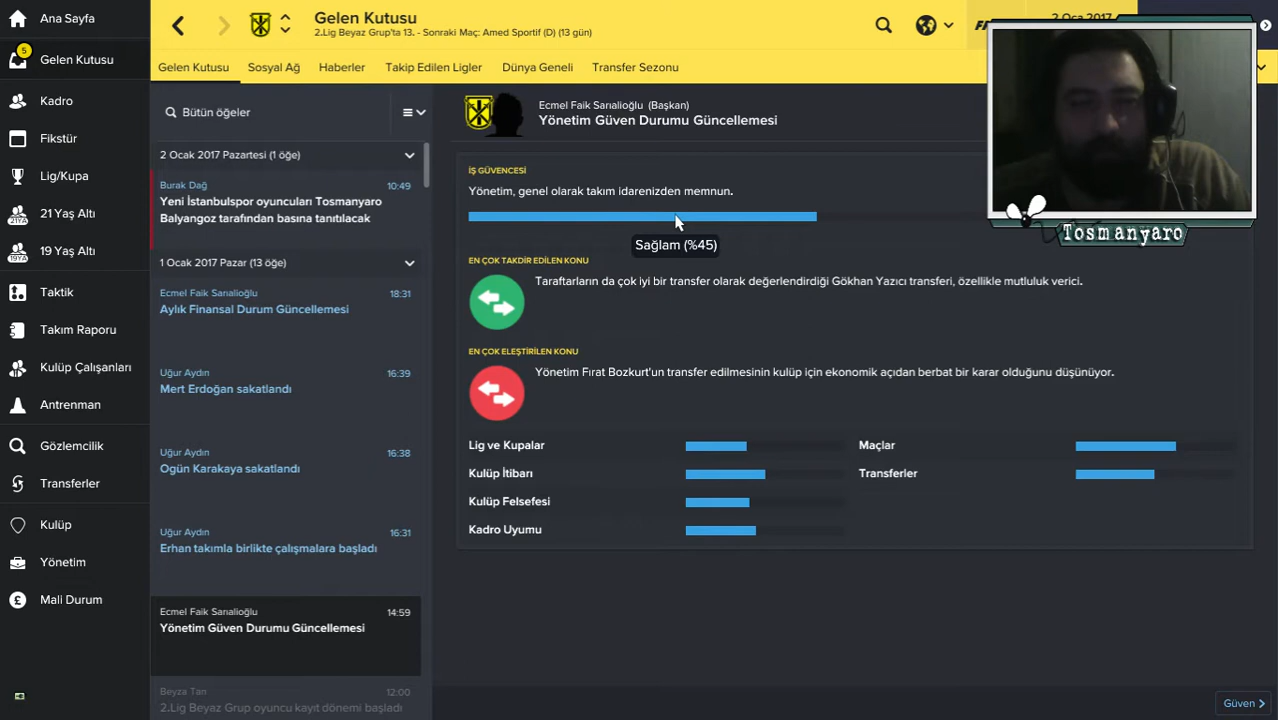 Ana Sayfa
5
Gelen Kutusu
Kadro
Fikstür
Lig/Kupa
21 Yaş Altı
19 Yaş Altı
Taktik
Takım Raporu
Kulüp Çalışanları
Antrenman
Gözlemcilik
Transferler
Kulüp
Yönetim
Mali Durum
Gelen Kutusu
2.Lig Beyaz Grup'ta 13. - Sonraki Maç: Amed Sportif (D) (13 gün)
2 Oca 2017
Gelen Kutusu
Sosyal Ağ
Haberler
Takip Edilen Ligler
Dünya Geneli
Transfer Sezonu
Bütün öğeler
2 Ocak 2017 Pazartesi (1 öğe)
Burak Dağ 10:49
Yeni İstanbulspor oyuncuları Tosmanyaro
Balyangoz tarafından basına tanıtılacak
1 Ocak 2017 Pazar (13 öğe)
Ecmel Faik Sarıalioğlu 18:31
Aylık Finansal Durum Güncellemesi
Uğur Aydın 16:39
Mert Erdoğan sakatlandı
Uğur Aydın 16:38
Ogün Karakaya sakatlandı
Uğur Aydın 16:31
Erhan takımla birlikte çalışmalara başladı
Ecmel Faik Sarıalioğlu 14:59
Yönetim Güven Durumu Güncellemesi
Beyza Tan 12:00
2.Lig Beyaz Grup oyuncu kayıt dönemi başladı
Ecmel Faik Sarıalioğlu (Başkan)
Yönetim Güven Durumu Güncellemesi
İŞ GÜVENCESİ
Yönetim, genel olarak takım idarenizden memnun.
Sağlam (%45)
EN ÇOK TAKDİR EDİLEN KONU
Taraftarların da çok iyi bir transfer olarak değerlendirdiği Gökhan Yazıcı transferi, özellikle mutluluk verici.
EN ÇOK ELEŞTİRİLEN KONU
Yönetim Fırat Bozkurt'un transfer edilmesinin kulüp için ekonomik açıdan berbat bir karar olduğunu düşünüyor.
Lig ve Kupalar
Maçlar
Kulüp İtibarı
Transferler
Kulüp Felsefesi
Kadro Uyumu
Tosmanyaro
Güven